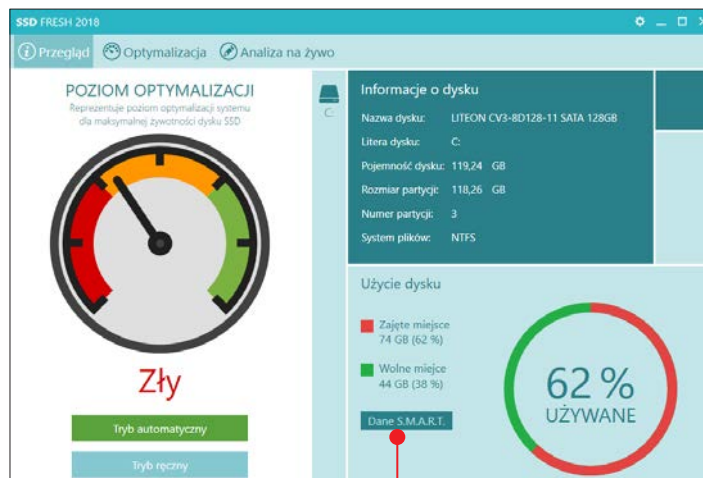 SSD FRESH 2018
Przegląd Optymalizacja Analiza na żywo
POZIOM OPTYMALIZACJI
Reprezentuje poziom optymalizacji systemu
dla maksymalnej żywotności dysku SSD
Zły
Tryb automatyczny
Tryb ręczny
C:
Informacje o dysku
Nazwa dysku: LITEON CV3-8D128-11 SATA 128GB
Litera dysku: C:
Pojemność dysku: 119,24 GB
Rozmiar partycji: 118,26 GB
Numer partycji: 3
System plików: NTFS
Użycie dysku
Zajęte miejsce
74 GB (62 %)
Wolne miejce
44 GB (38 %)
Dane S.M.A.R.T.
62 %
UŻYWANE